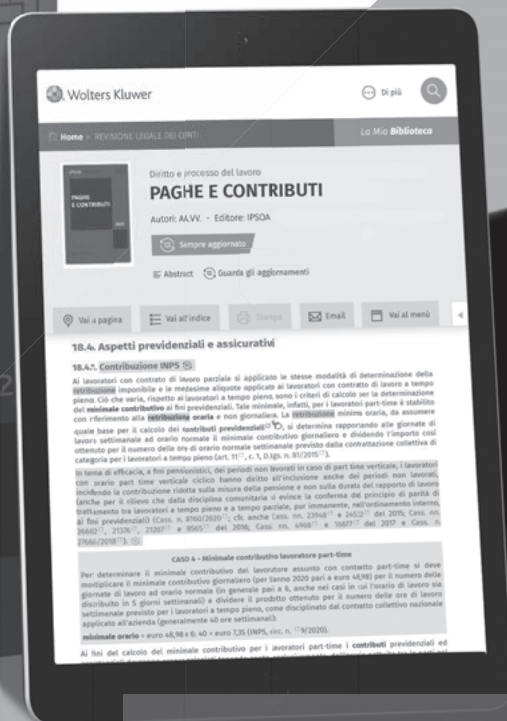 Wolters Kluwer
Di più
Home > REVISIONE LEGALE DEI CONTI
La Mia Biblioteca
PAGHE
E CONTRIBUTI
Diritto e processo del lavoro
PAGHE E CONTRIBUTI
Autori: AA.VV. • Editore: IPSOA
Sempre aggiornato
Abstract
Guarda gli aggiornamenti
Vai a pagina
Vai all'indice
Stampa
Email
Vai al menù
18.4. Aspetti previdenziali e assicurativi
18.4.1. Contribuzione INPS
Ai lavoratori con contratto di lavoro parziale si applicano le stesse modalità di determinazione della
retribuzione imponibile e le medesime aliquote applicate ai lavoratori con contratto di lavoro a tempo
pieno. Ciò che varia, rispetto ai lavoratori a tempo pieno, sono i criteri di calcolo per la determinazione
del minimale contributivo ai fini previdenziali. Tale minimale, infatti, per i lavoratori part-time è stabilito
con riferimento alla retribuzione oraria e non giornaliera. La retribuzione minima oraria, da assumere
quale base per il calcolo dei contributi previdenziali, si determina rapportando alle giornate di
lavoro settimanale ad orario normale il minimale contributivo giornaliero e dividendo l'importo così
ottenuto per il numero delle ore di orario normale settimanale previsto dalla contrattazione collettiva di
categoria per i lavoratori a tempo pieno (art. 11, c. 1, D.lgs. n. 81/2015).
In tema di efficacia, a fini pensionistici, dei periodi non lavorati in caso di part time verticale, i lavoratori
con orario part time verticale ciclico hanno diritto all'inclusione anche dei periodi non lavorati,
incidendo la contribuzione ridotta sulla misura della pensione e non sulla durata del rapporto di lavoro
(anche per il rilievo che dalla disciplina comunitaria si evince la conferma del principio di parità di
trattamento tra lavoratori a tempo pieno e a tempo parziale, pur immanente, nell'ordinamento interno,
ai fini previdenziali) (Cass. n. 8160/2020; cfr. anche Cass. nn. 23948 e 24532 del 2015; Cass. nn.
26662, 21376, 21207 e 8565 del 2016; Cass. nn. 4968 e 16677 del 2017 e Cass. n.
27666/2018).
CASO 4 - Minimale contributivo lavoratore part-time
Per determinare il minimale contributivo del lavoratore assunto con contratto part-time si deve
moltiplicare il minimale contributivo giornaliero (per l'anno 2020 pari a euro 48,98) per il numero delle
giornate di lavoro ad orario normale (in generale pari a 6, anche nei casi in cui l'orario di lavoro sia
distribuito in 5 giorni settimanali) e dividere il prodotto ottenuto per il numero delle ore di lavoro
settimanale previsto per i lavoratori a tempo pieno, come disciplinato dal contratto collettivo nazionale
applicato all'azienda (generalmente 40 ore settimanali):
minimale orario = euro 48,98 x 6: 40 = euro 7,35 (INPS, circ. n. 9/2020).
Ai fini del calcolo del minimale contributivo per i lavoratori part-time i contributi previdenziali ed